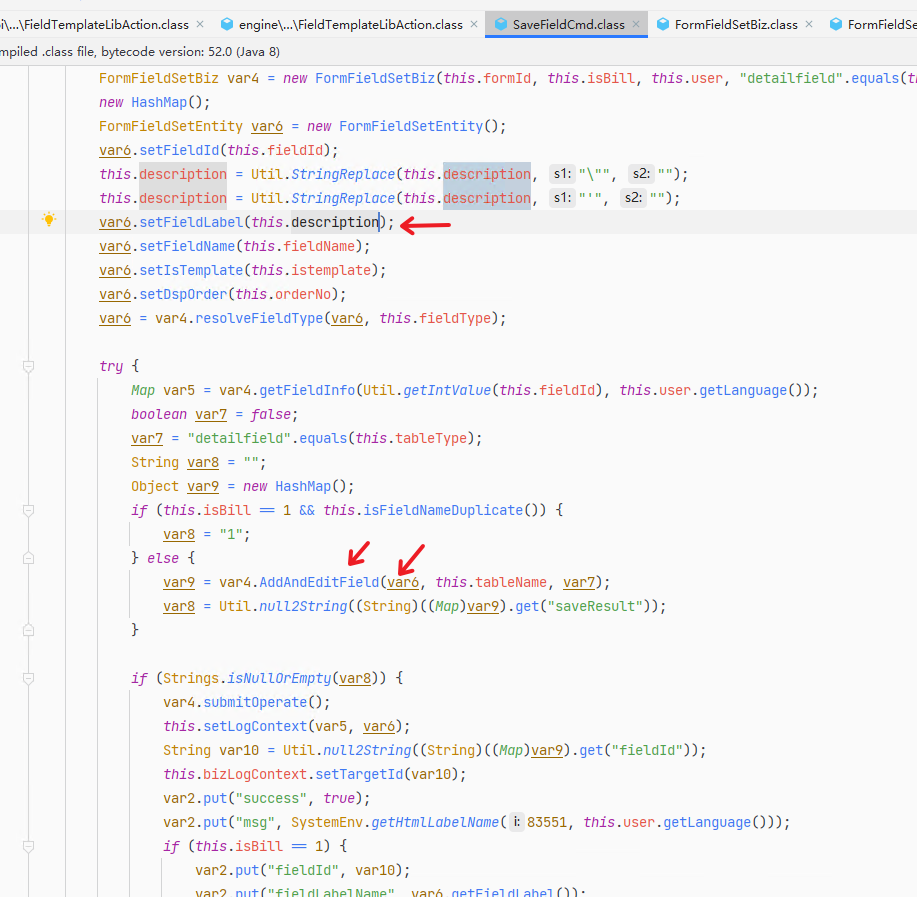 i\...\FieldTemplateLibAction.class × engine\...\FieldTemplateLibAction.class × SaveFieldCmd.class × FormFieldSetBiz.class × FormFieldSe
mpiled .class file, bytecode version: 52.0 (Java 8)
FormFieldSetBiz var4 = new FormFieldSetBiz(this.formId, this.isBill, this.user, "detailfield".equals(th
new HashMap();
FormFieldSetEntity var6 = new FormFieldSetEntity();
var6.setFieldId(this.fieldId);
this.description = Util.StringReplace(this.description, s1: "\"", s2: "");
this.description = Util.StringReplace(this.description, s1: "'", s2: "");
var6.setFieldLabel(this.description);
var6.setFieldName(this.fieldName);
var6.setIsTemplate(this.istemplate);
var6.setDspOrder(this.orderNo);
var6 = var4.resolveFieldType(var6, this.fieldType);
try {
Map var5 = var4.getFieldInfo(Util.getIntValue(this.fieldId), this.user.getLanguage());
boolean var7 = false;
var7 = "detailfield".equals(this.tableType);
String var8 = "";
Object var9 = new HashMap();
if (this.isBill == 1 && this.isFieldNameDuplicate()) {
var8 = "1";
} else {
var9 = var4.AddAndEditField(var6, this.tableName, var7);
var8 = Util.null2String((String)((Map)var9).get("saveResult"));
}
if (Strings.isNullOrEmpty(var8)) {
var4.submitOperate();
this.setLogContext(var5, var6);
String var10 = Util.null2String((String)((Map)var9).get("fieldId"));
this.bizLogContext.setTargetId(var10);
var2.put("success", true);
var2.put("msg", SystemEnv.getHtmlLabelName( i: 83551, this.user.getLanguage()));
if (this.isBill == 1) {
var2.put("fieldId", var10);
var2.put("fieldLabelName", var6.getFieldLabel());